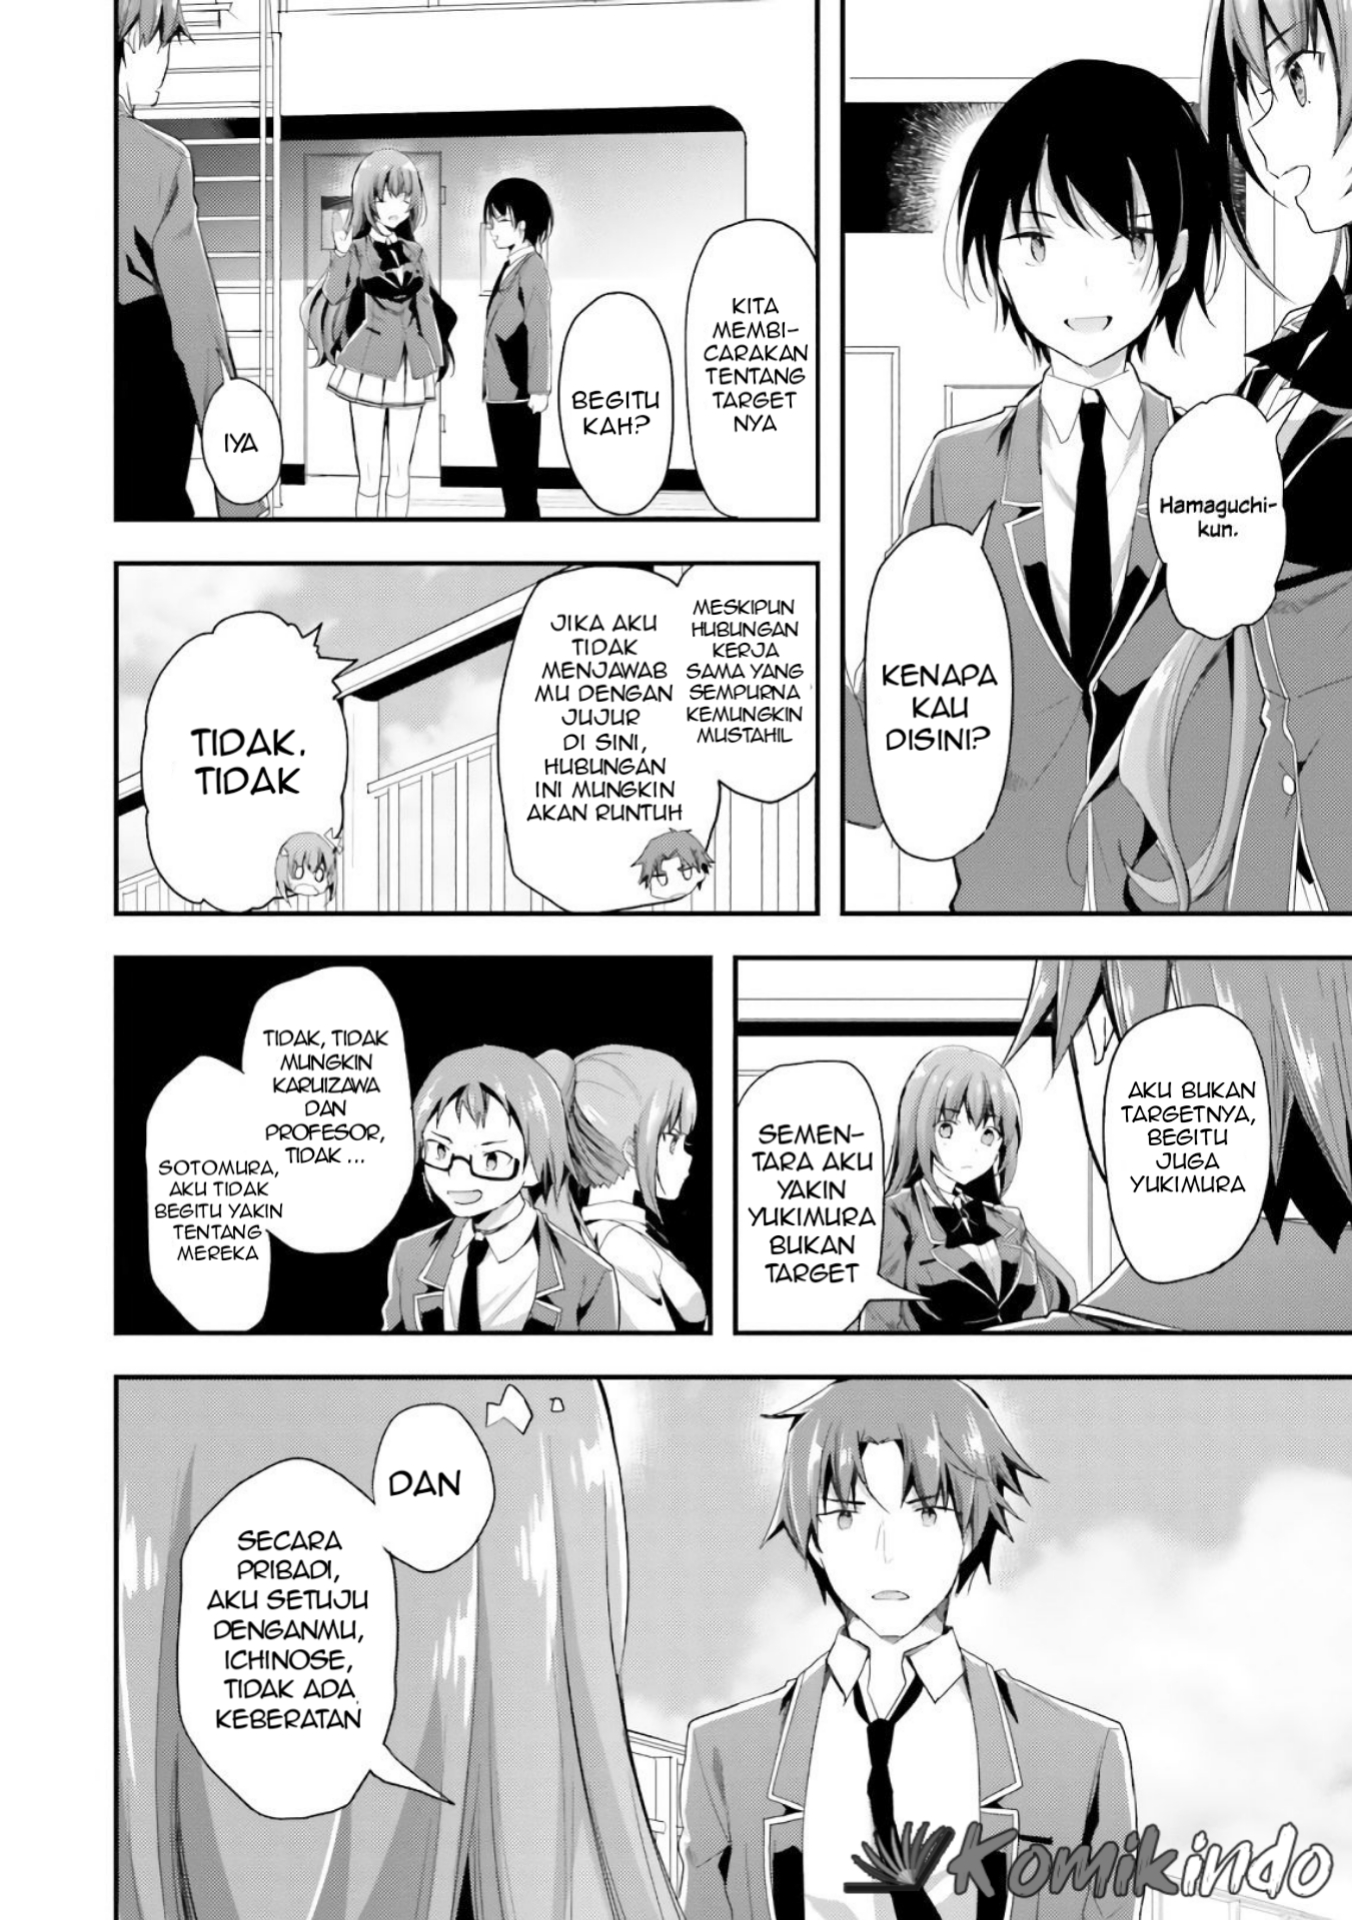 Hamaguchi-
kun.
KENAPA
KAU
DISINI?
KITA
MEMBI-
CARAKAN
TENTANG
TARGET
NYA
BEGITU
KAH?
IYA
MESKIPUN
HUBUNGAN
KERJA
SAMA YANG
SEMPURNA
KEMUNGKIN
MUSTAHIL
JIKA AKU
TIDAK
MENJAWAB
MU DENGAN
JUJUR
DI SINI,
HUBUNGAN
INI MUNGKIN
AKAN RUNTUH
TIDAK,
TIDAK
AKU BUKAN
TARGETNYA,
BEGITU
JUGA
YUKIMURA
SEMEN-
TARA AKU
YAKIN
YUKIMURA
BUKAN
TARGET
TIDAK, TIDAK
MUNGKIN
KARUIZAWA
DAN
PROFESOR,
TIDAK ...
SOTOMURA,
AKU TIDAK
BEGITU YAKIN
TENTANG
MEREKA
DAN
SECARA
PRIBADI,
AKU SETUJU
DENGANMU,
ICHINOSE,
TIDAK ADA
KEBERATAN
Komikindo